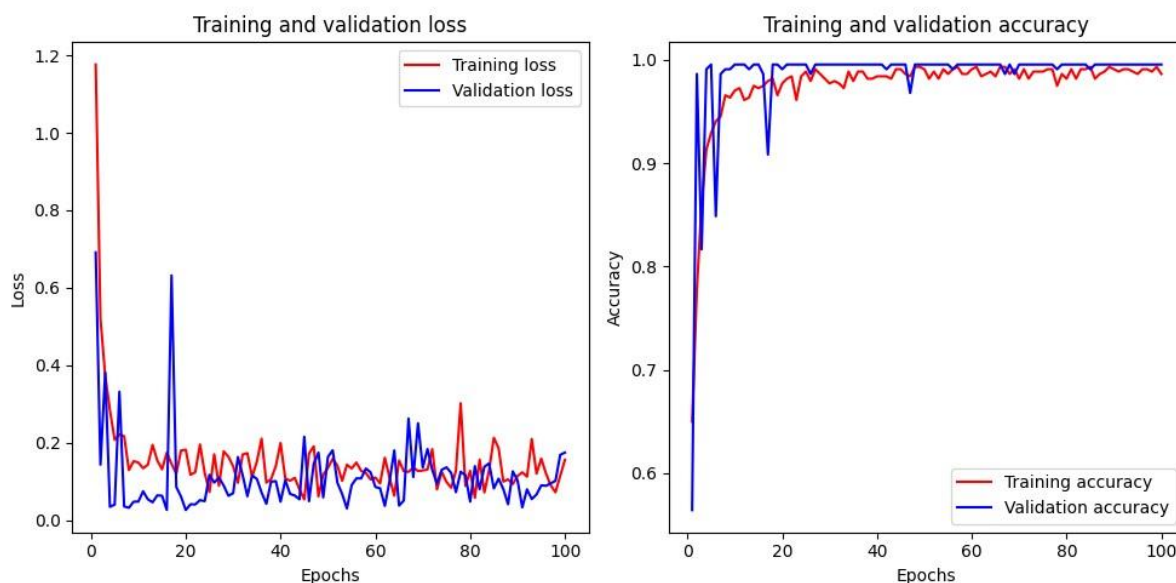 Training and validation loss
1.2
1.0
0.8
0.6
0.4
0.2
0.0
Loss
Training loss
Validation loss
0
20
40
60
80
100
Epochs
Training and validation accuracy
1.0
0.9
0.8
0.7
0.6
Accuracy
Training accuracy
Validation accuracy
0
20
40
60
80
100
Epochs